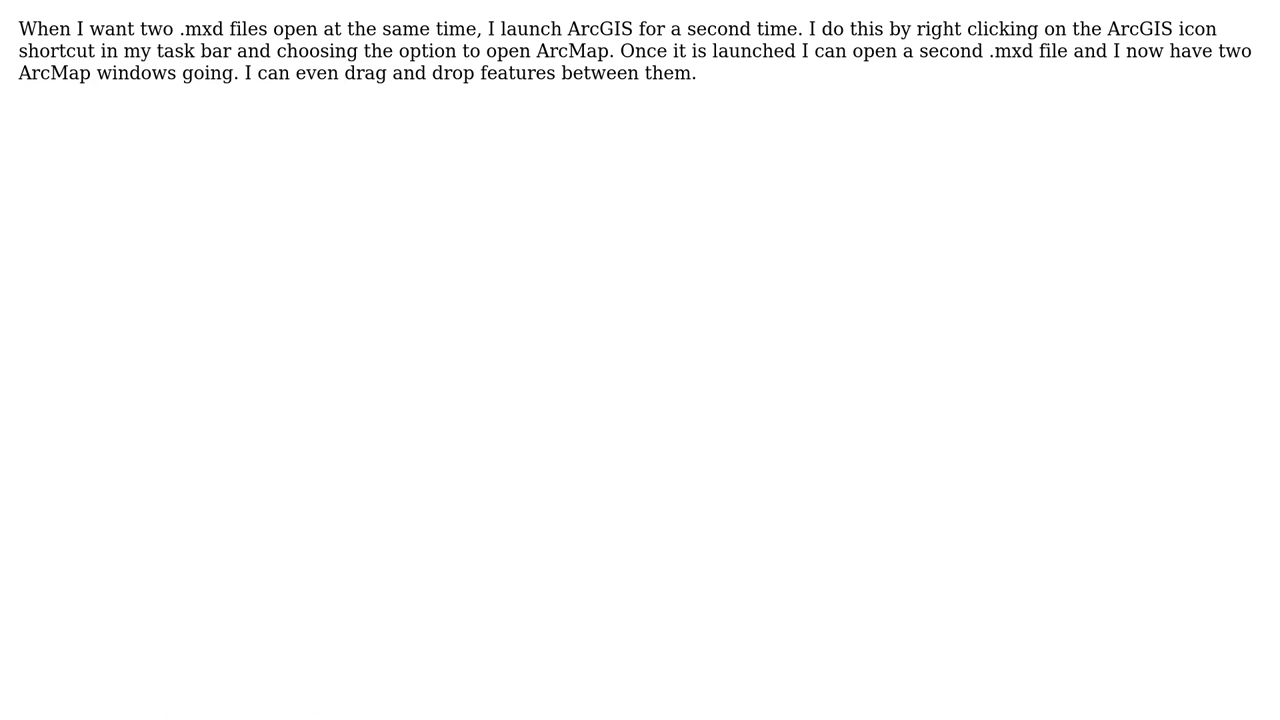 When I want two .mxd files open at the same time, I launch ArcGIS for a second time. I do this by right clicking on the ArcGIS icon
shortcut in my task bar and choosing the option to open ArcMap. Once it is launched I can open a second .mxd file and I now have two
ArcMap windows going. I can even drag and drop features between them.